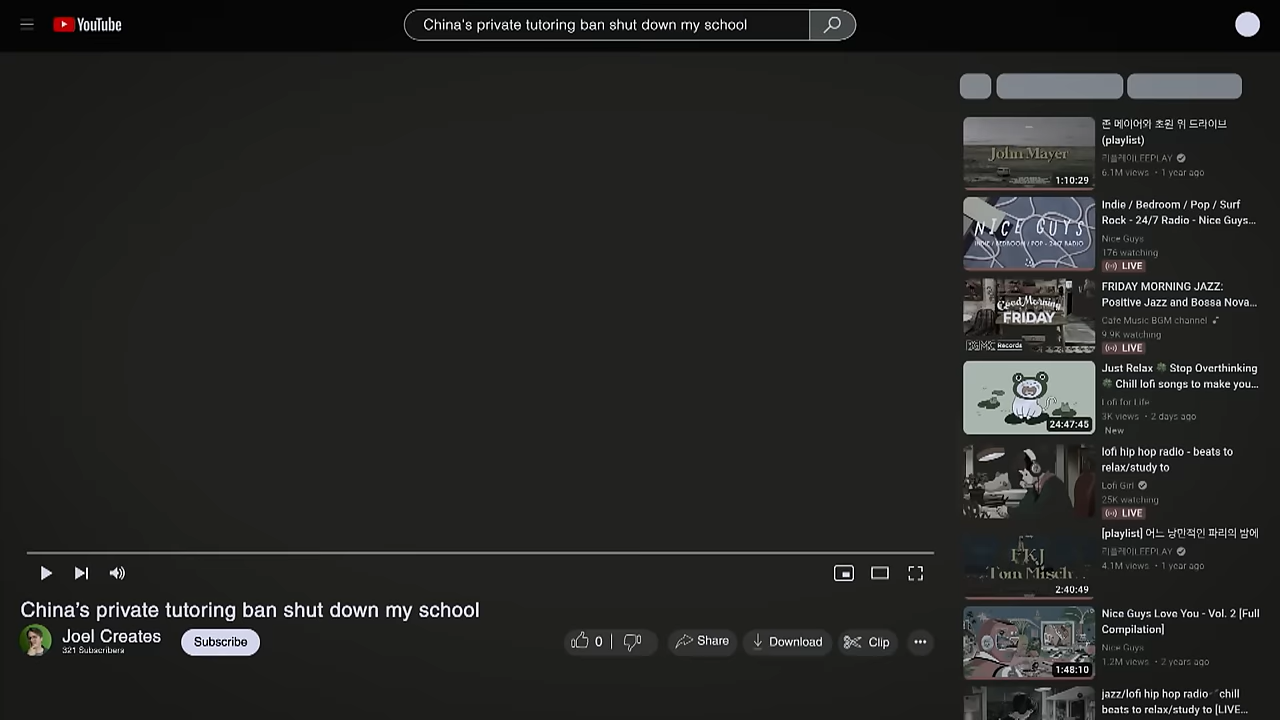 YouTube
China's private tutoring ban shut down my school
John Mayer
1:10:29
존 메이어와 초원 위 드라이브
(playlist)
리플레이LEEPLAY
6.1M views · 1 year ago
NICE GUYS
INDIE / BEDROOM / POP - 24/7 RADIO
Indie / Bedroom / Pop / Surf
Rock - 24/7 Radio - Nice Guys...
Nice Guys
176 watching
LIVE
Good Morning
FRIDAY
BGMC Records
FRIDAY MORNING JAZZ:
Positive Jazz and Bossa Nova...
Cafe Music BGM channel
9.9K watching
LIVE
24:47:45
Just Relax 🍀 Stop Overthinking
🍀 Chill lofi songs to make you...
Lofi for Life
3K views · 2 days ago
New
lofi hip hop radio - beats to
relax/study to
Lofi Girl
25K watching
LIVE
FKJ
Tom Misch
2:40:49
[playlist] 어느 낭만적인 파리의 밤에
리플레이LEEPLAY
4.1M views · 1 year ago
1:48:10
Nice Guys Love You - Vol. 2 [Full
Compilation]
Nice Guys
1.2M views · 2 years ago
jazz/lofi hip hop radio chill
beats to relax/study to [LIVE...
China's private tutoring ban shut down my school
Joel Creates
321 Subscribers
Subscribe
0
Share
Download
Clip